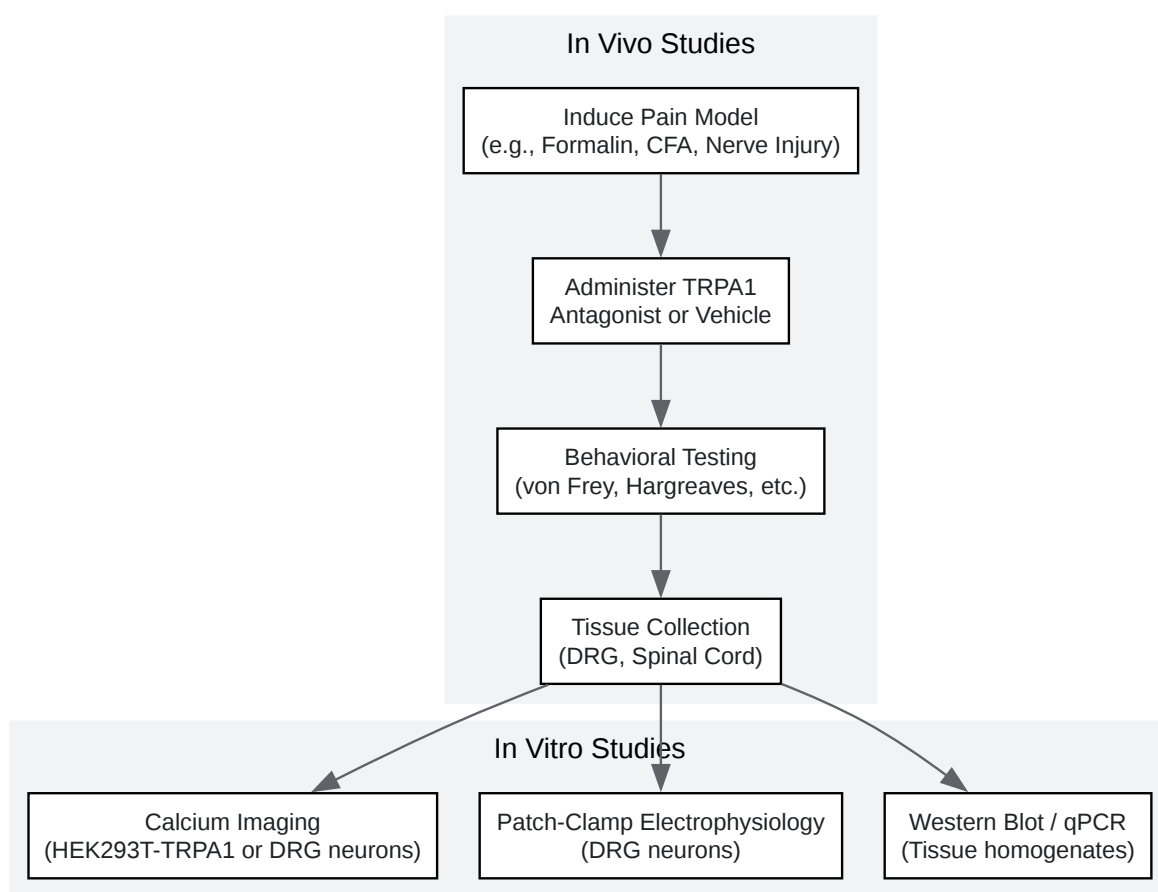 In Vivo Studies
Induce Pain Model
(e.g., Formalin, CFA, Nerve Injury)
Administer TRPA1
Antagonist or Vehicle
Behavioral Testing
(von Frey, Hargreaves, etc.)
Tissue Collection
(DRG, Spinal Cord)
In Vitro Studies
Calcium Imaging
(HEK293T-TRPA1 or DRG neurons)
Patch-Clamp Electrophysiology
(DRG neurons)
Western Blot / qPCR
(Tissue homogenates)